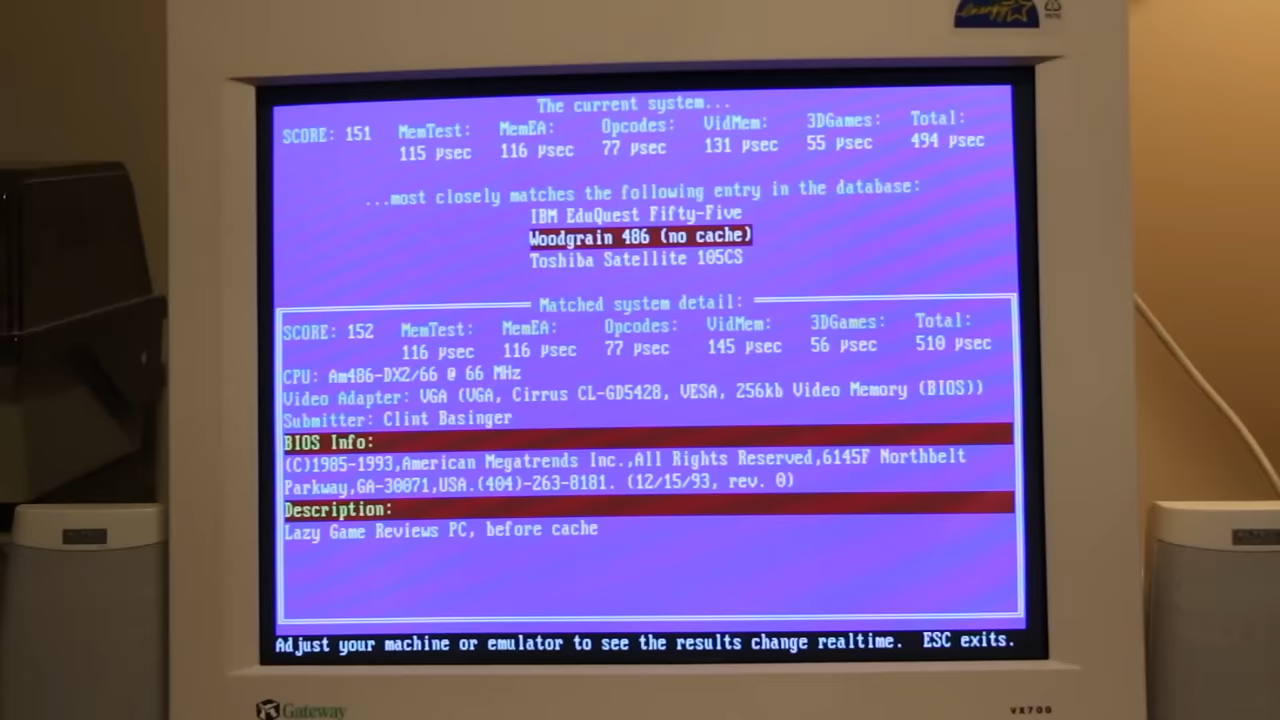 energy
The current system...
SCORE: 151 MemTest: MemEA: Opcodes: VidMem: 3DGames: Total:
115 µsec 116 µsec 77 µsec 131 µsec 55 µsec 494 µsec
...most closely matches the following entry in the database:
IBM EduQuest Fifty-Five
Woodgrain 486 (no cache)
Toshiba Satellite 105CS
Matched system detail:
SCORE: 152 MemTest: MemEA: Opcodes: VidMem: 3DGames: Total:
116 µsec 116 µsec 77 µsec 145 µsec 56 µsec 510 µsec
CPU: Am486-DX2/66 @ 66 MHz
Video Adapter: VGA (VGA, Cirrus CL-GD5428, VESA, 256kb Video Memory (BIOS))
Submitter: Clint Basinger
BIOS Info:
(C)1985-1993,American Megatrends Inc.,All Rights Reserved,6145F Northbelt
Parkway,GA-30071,USA.(404)-263-8181. (12/15/93, rev. 0)
Description:
Lazy Game Reviews PC, before cache
Adjust your machine or emulator to see the results change realtime. ESC exits.
Gateway VX700